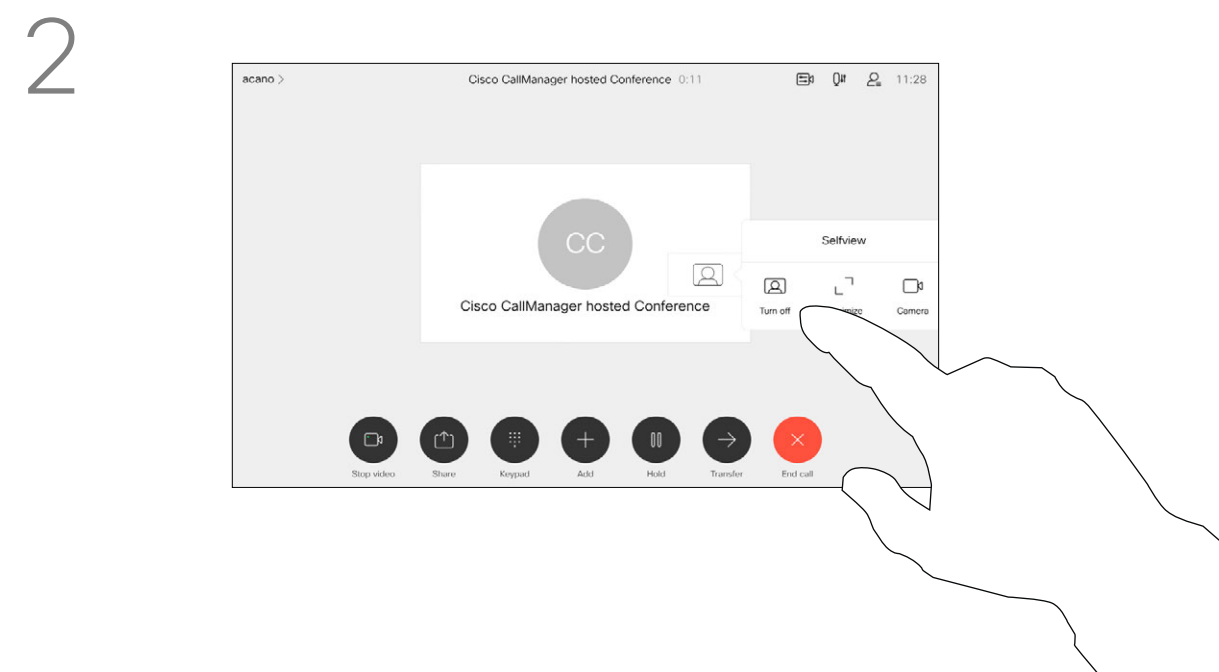 2
acano >
Cisco CallManager hosted Conference 0:11
11:28
CC
Cisco CallManager hosted Conference
Selfview
Turn off
Camera
Stop video
Share
Keypad
Add
Hold
Transfer
End call